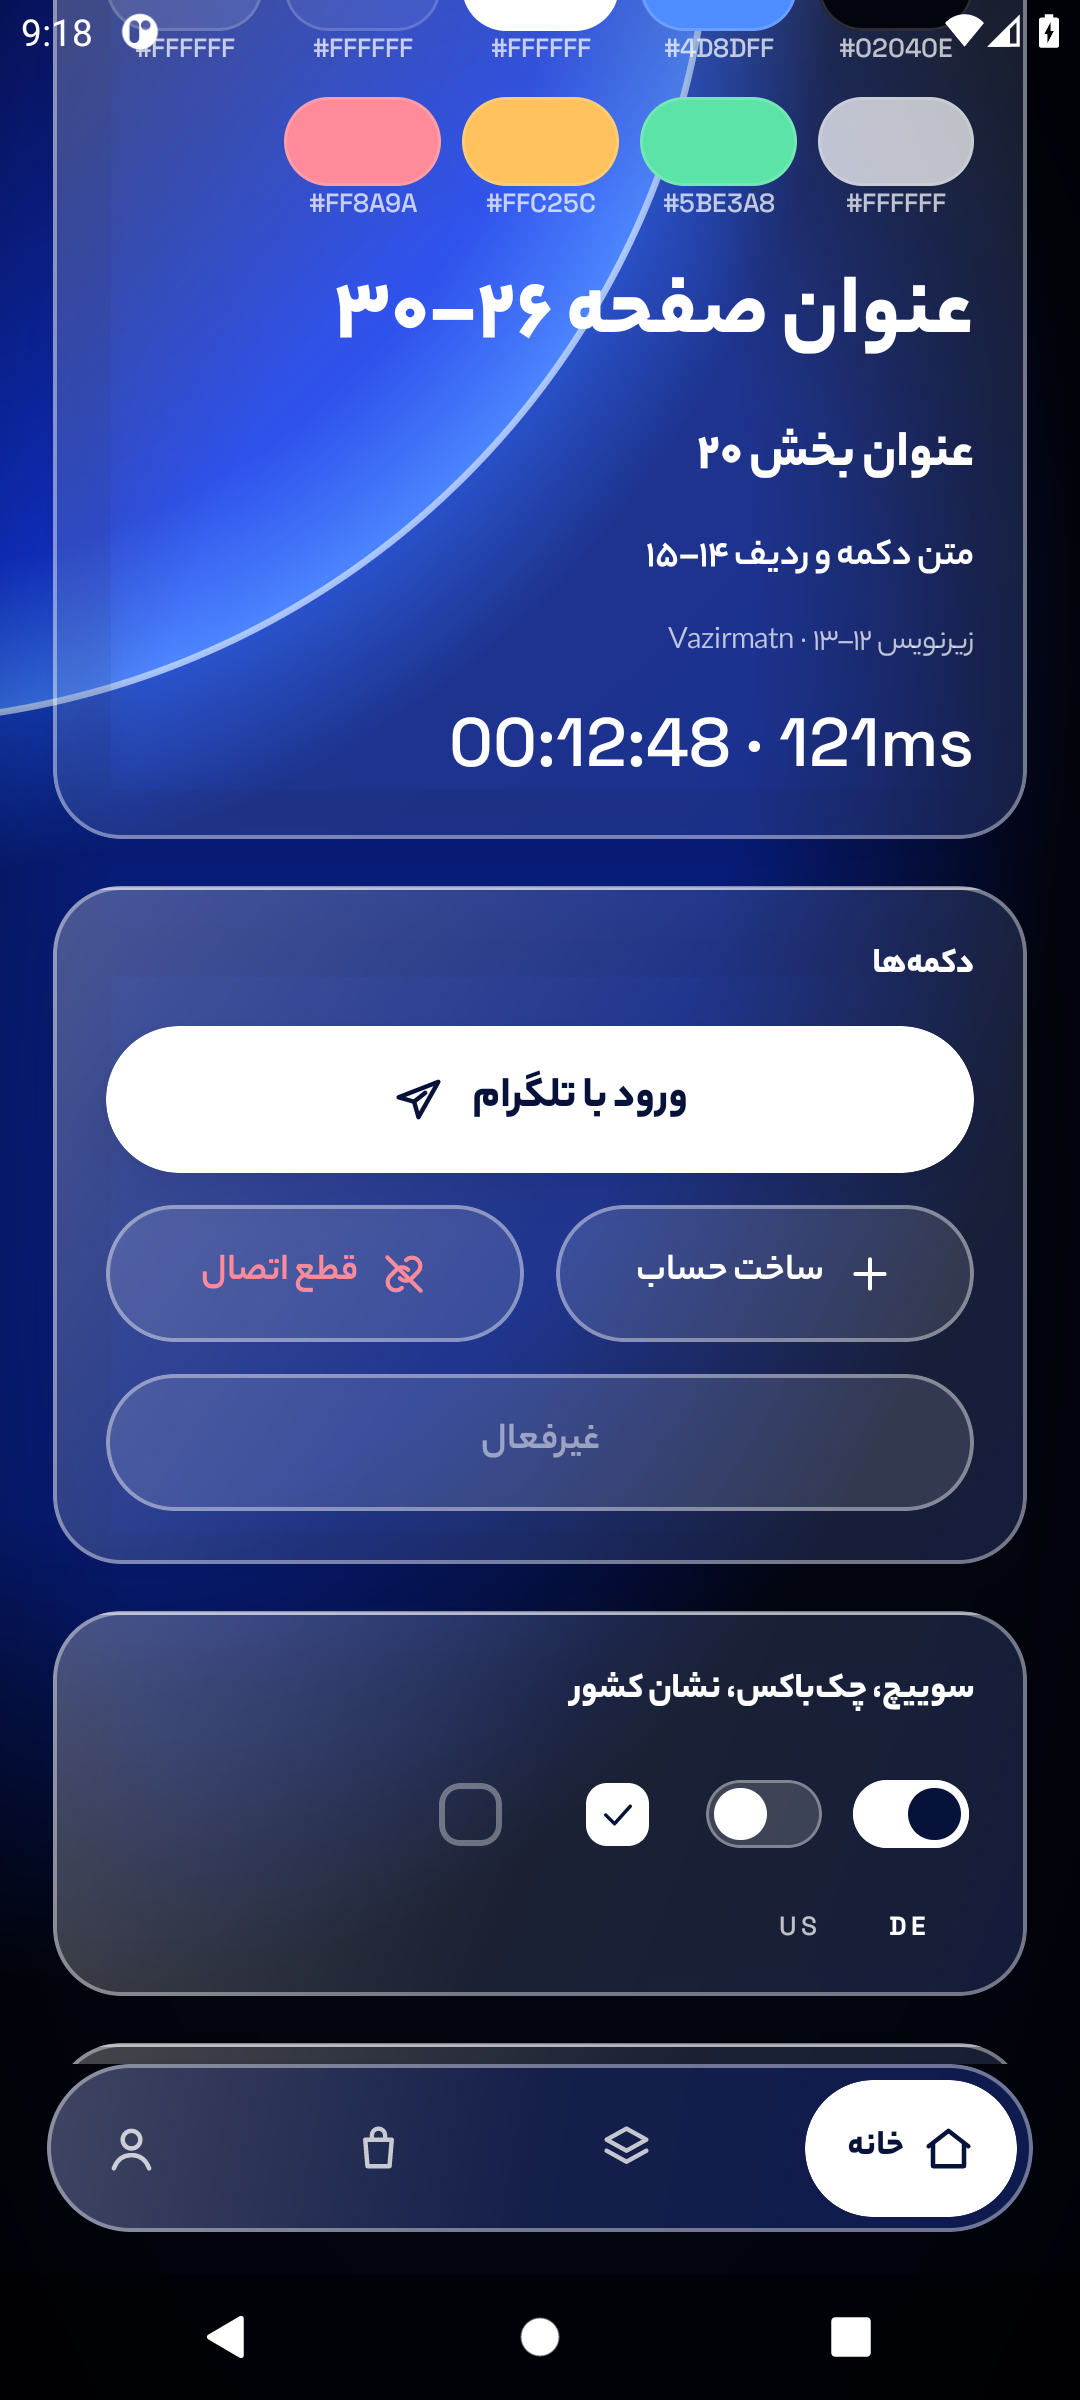 9:18
#02040E #4D8DFF #FFFFFF #FFFFFF #FFFFFF
#FFFFFF #5BE3A8 #FFC25C #FF8A9A
عنوان صفحه ۲۶–۳۰
عنوان بخش ۲۰
متن دکمه و ردیف ۱۴–۱۵
زیرنویس ۱۲–۱۳ · Vazirmatn
00:12:48 · 121ms
دکمه‌ها
ورود با تلگرام
ساخت حساب
قطع اتصال
غیرفعال
سوییچ، چک‌باکس، نشان کشور
DE US
خانه